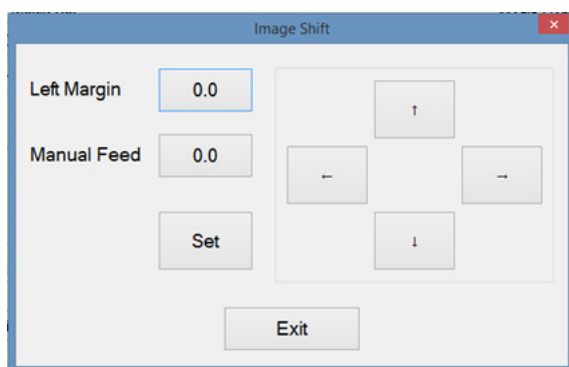 Image Shift
×
Left Margin 0.0
↑
Manual Feed 0.0
← →
Set ↓
Exit